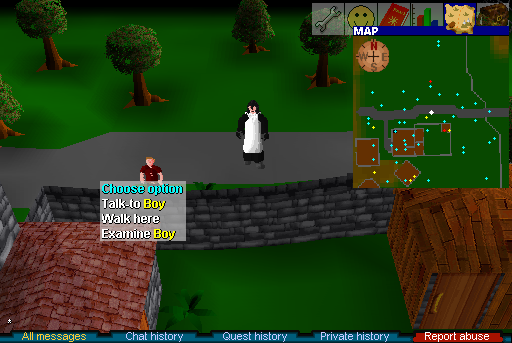 MAP
N
W E
S
Choose option
Talk-to Boy
Walk here
Examine Boy
*
All messages Chat history Quest history Private history Report abuse